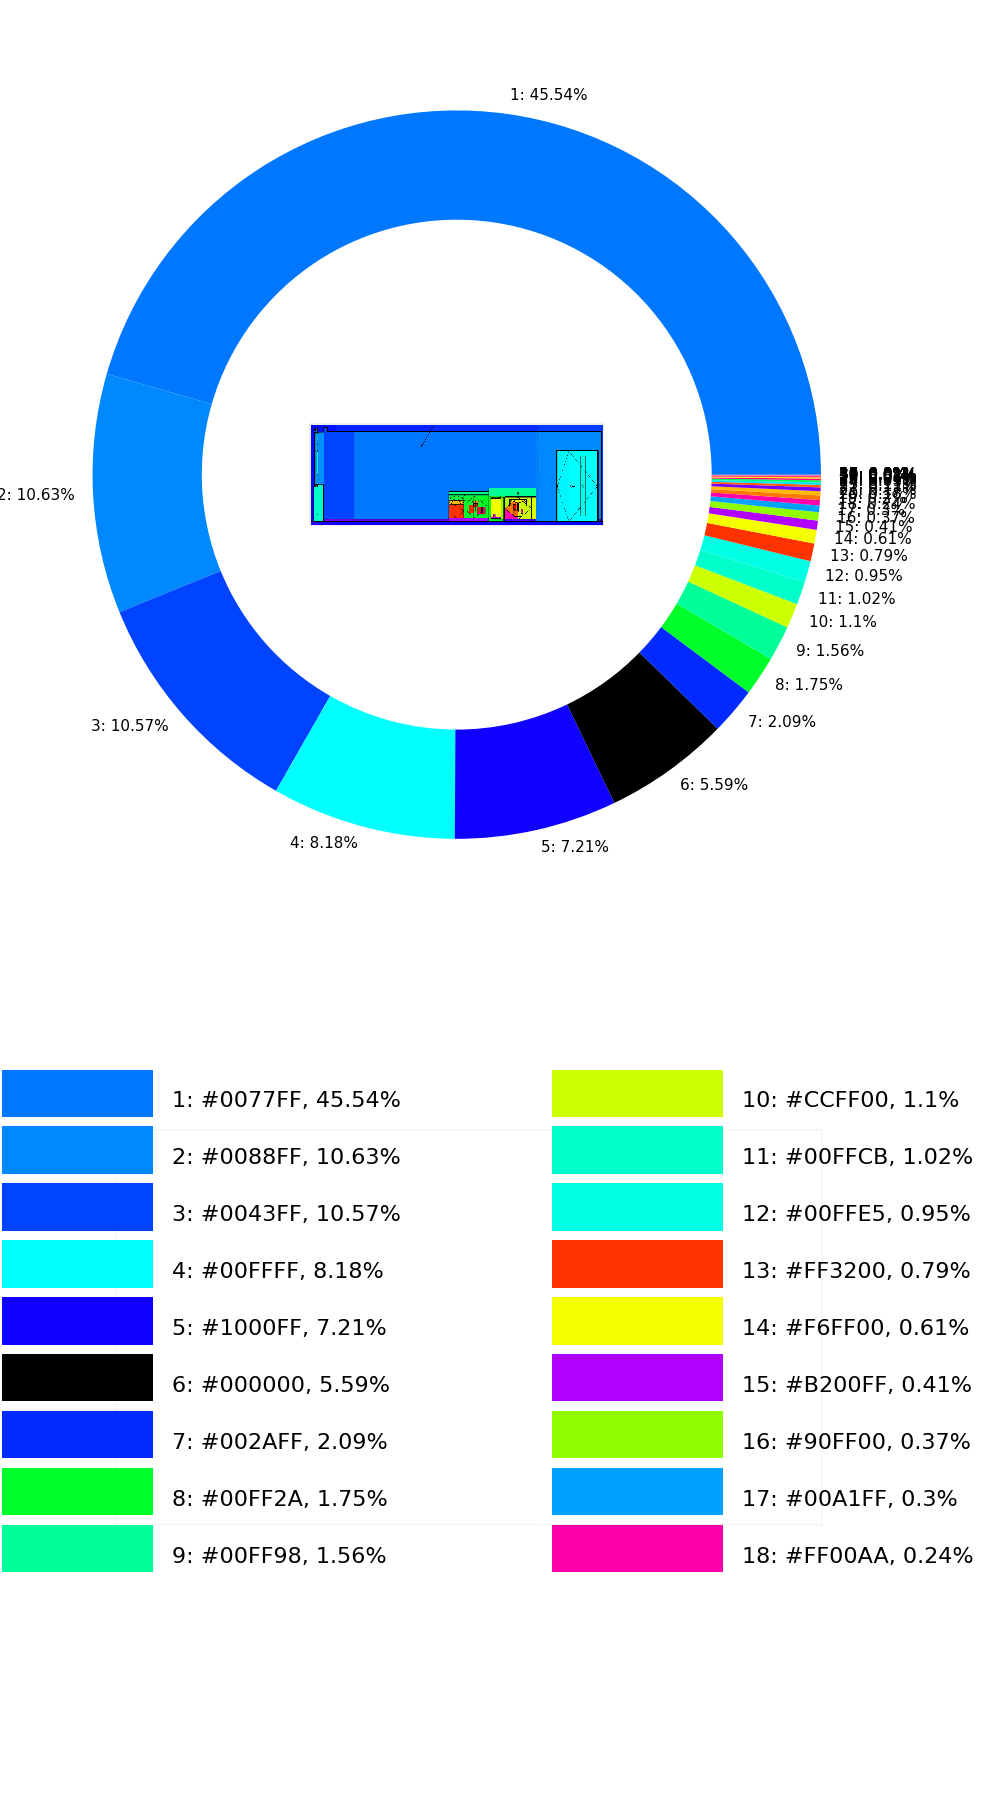 1: 45.54%
2: 10.63%
3: 10.57%
4: 8.18%
5: 7.21%
6: 5.59%
7: 2.09%
8: 1.75%
9: 1.56%
10: 1.1%
11: 1.02%
12: 0.95%
13: 0.79%
14: 0.61%
15: 0.41%
16: 0.37%
1: #0077FF, 45.54%
2: #0088FF, 10.63%
3: #0043FF, 10.57%
4: #00FFFF, 8.18%
5: #1000FF, 7.21%
6: #000000, 5.59%
7: #002AFF, 2.09%
8: #00FF2A, 1.75%
9: #00FF98, 1.56%
10: #CCFF00, 1.1%
11: #00FFCB, 1.02%
12: #00FFE5, 0.95%
13: #FF3200, 0.79%
14: #F6FF00, 0.61%
15: #B200FF, 0.41%
16: #90FF00, 0.37%
17: #00A1FF, 0.3%
18: #FF00AA, 0.24%